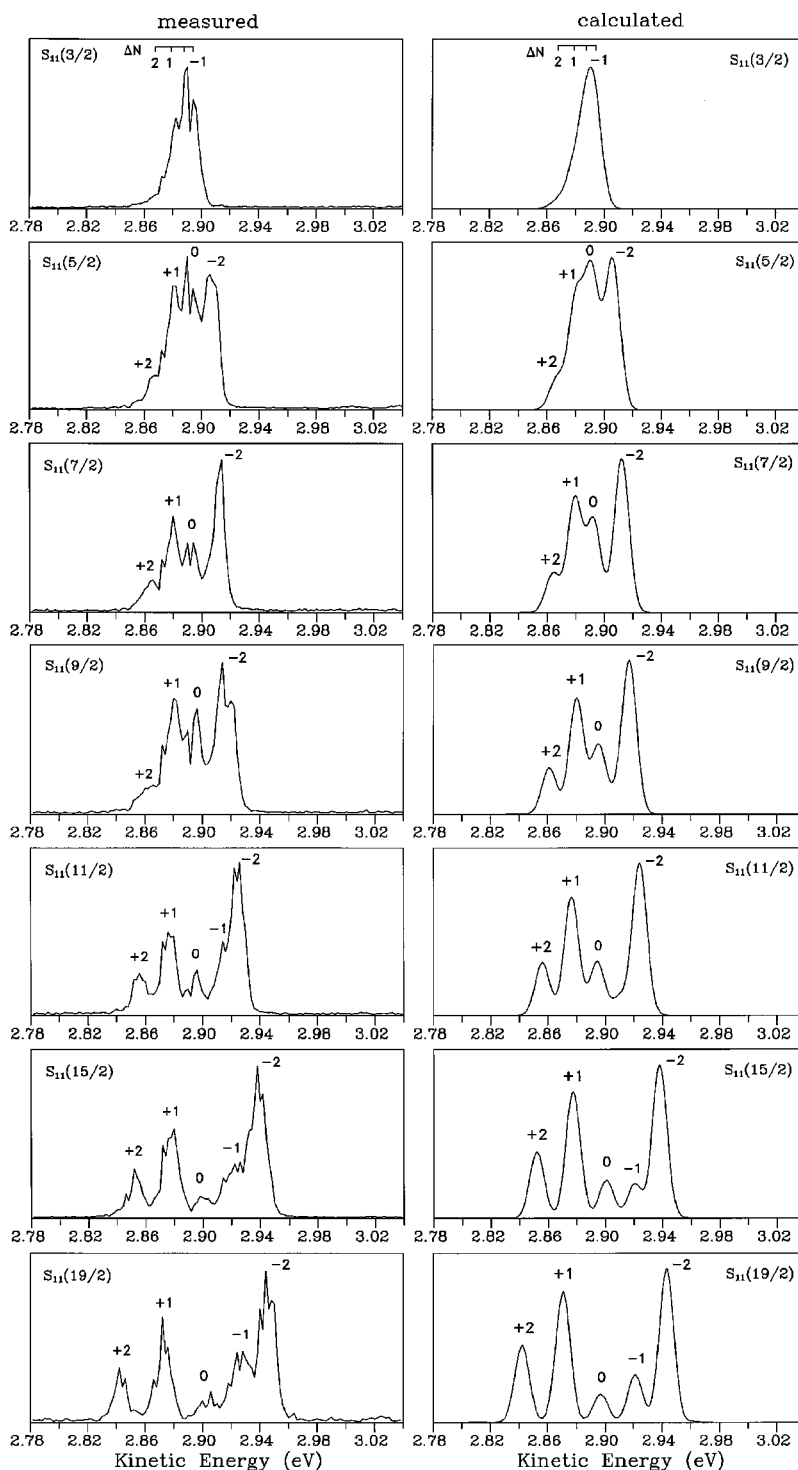 measured
calculated
S₁₁(3/2)
ΔN
2 1 -1
2.78 2.82 2.86 2.90 2.94 2.98 3.02
ΔN
2 1 -1
S₁₁(3/2)
2.78 2.82 2.86 2.90 2.94 2.98 3.02
S₁₁(5/2)
+2 +1 0 -2
2.78 2.82 2.86 2.90 2.94 2.98 3.02
S₁₁(5/2)
+2 +1 0 -2
2.78 2.82 2.86 2.90 2.94 2.98 3.02
S₁₁(7/2)
+2 +1 0 -2
2.78 2.82 2.86 2.90 2.94 2.98 3.02
S₁₁(7/2)
+2 +1 0 -2
2.78 2.82 2.86 2.90 2.94 2.98 3.02
S₁₁(9/2)
+2 +1 0 -2
2.78 2.82 2.86 2.90 2.94 2.98 3.02
S₁₁(9/2)
+2 +1 0 -2
2.78 2.82 2.86 2.90 2.94 2.98 3.02
S₁₁(11/2)
+2 +1 0 -1 -2
2.78 2.82 2.86 2.90 2.94 2.98 3.02
S₁₁(11/2)
+2 +1 0 -2
2.78 2.82 2.86 2.90 2.94 2.98 3.02
S₁₁(15/2)
+2 +1 0 -1 -2
2.78 2.82 2.86 2.90 2.94 2.98 3.02
S₁₁(15/2)
+2 +1 0 -1 -2
2.78 2.82 2.86 2.90 2.94 2.98 3.02
S₁₁(19/2)
+2 +1 0 -1 -2
2.78 2.82 2.86 2.90 2.94 2.98 3.02
Kinetic Energy (eV)
S₁₁(19/2)
+2 +1 0 -1 -2
2.78 2.82 2.86 2.90 2.94 2.98 3.02
Kinetic Energy (eV)